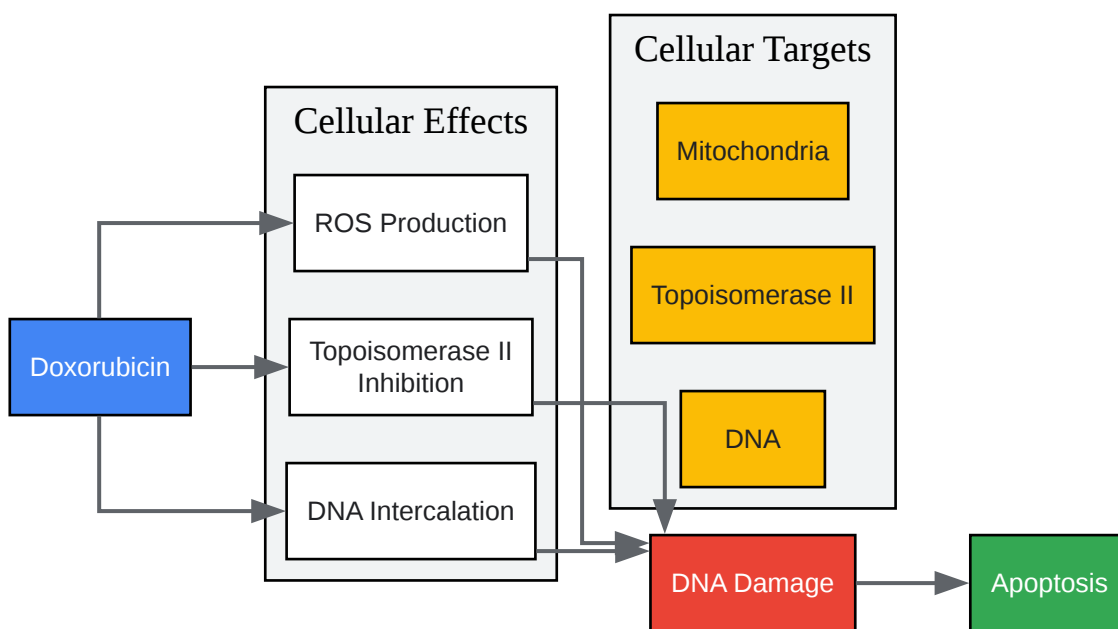 Cellular Targets
Mitochondria
Topoisomerase II
DNA
Cellular Effects
ROS Production
Topoisomerase II
Inhibition
DNA Intercalation
Doxorubicin
DNA Damage
Apoptosis